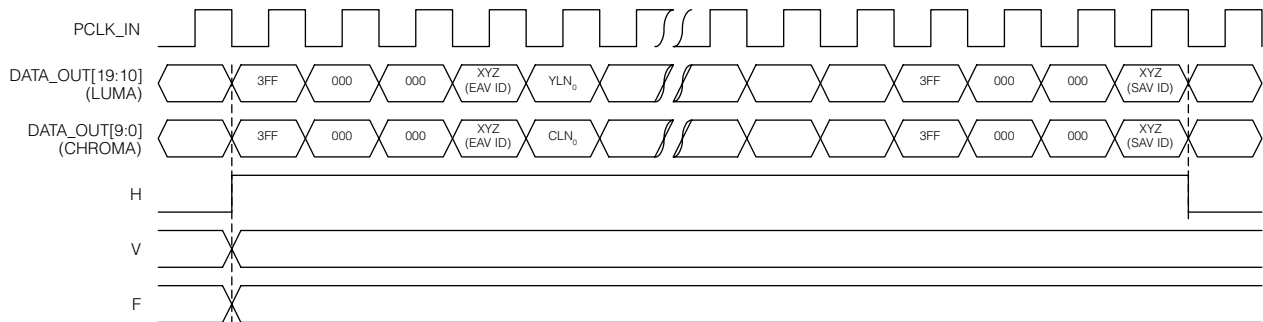 PCLK_IN
DATA_OUT[19:10]
(LUMA)
3FF 000 000 XYZ (EAV ID) YLN₀ 3FF 000 000 XYZ (SAV ID)
DATA_OUT[9:0]
(CHROMA)
3FF 000 000 XYZ (EAV ID) CLN₀ 3FF 000 000 XYZ (SAV ID)
H
V
F